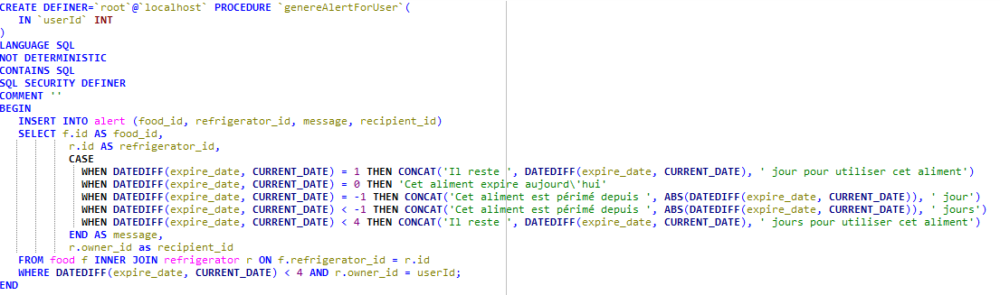 CREATE DEFINER=`root`@`localhost` PROCEDURE `genereAlertForUser`(
IN `userId` INT
)
LANGUAGE SQL
NOT DETERMINISTIC
CONTAINS SQL
SQL SECURITY DEFINER
COMMENT ''
BEGIN
INSERT INTO alert (food_id, refrigerator_id, message, recipient_id)
SELECT f.id AS food_id,
r.id AS refrigerator_id,
CASE
WHEN DATEDIFF(expire_date, CURRENT_DATE) = 1 THEN CONCAT('Il reste ', DATEDIFF(expire_date, CURRENT_DATE), ' jour pour utiliser cet aliment')
WHEN DATEDIFF(expire_date, CURRENT_DATE) = 0 THEN 'Cet aliment expire aujourd\'hui'
WHEN DATEDIFF(expire_date, CURRENT_DATE) = -1 THEN CONCAT('Cet aliment est périmé depuis ', ABS(DATEDIFF(expire_date, CURRENT_DATE)), ' jour')
WHEN DATEDIFF(expire_date, CURRENT_DATE) < -1 THEN CONCAT('Cet aliment est périmé depuis ', ABS(DATEDIFF(expire_date, CURRENT_DATE)), ' jours')
WHEN DATEDIFF(expire_date, CURRENT_DATE) < 4 THEN CONCAT('Il reste ', DATEDIFF(expire_date, CURRENT_DATE), ' jours pour utiliser cet aliment')
END AS message,
r.owner_id as recipient_id
FROM food f INNER JOIN refrigerator r ON f.refrigerator_id = r.id
WHERE DATEDIFF(expire_date, CURRENT_DATE) < 4 AND r.owner_id = userId;
END